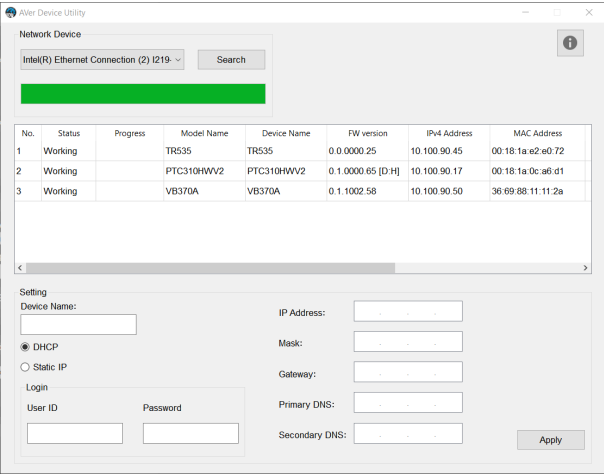 AVer Device Utility
Network Device
Intel(R) Ethernet Connection (2) I219-
Search
No. Status Progress Model Name Device Name FW version IPv4 Address MAC Address
1 Working TR535 TR535 0.0.0000.25 10.100.90.45 00:18:1a:e2:e0:72
2 Working PTC310HWV2 PTC310HWV2 0.1.0000.65 [D:H] 10.100.90.17 00:18:1a:0c:a6:d1
3 Working VB370A VB370A 0.1.1002.58 10.100.90.50 36:69:88:11:11:2a
Setting
Device Name:
DHCP
Static IP
Login
User ID Password
IP Address:
Mask:
Gateway:
Primary DNS:
Secondary DNS:
Apply